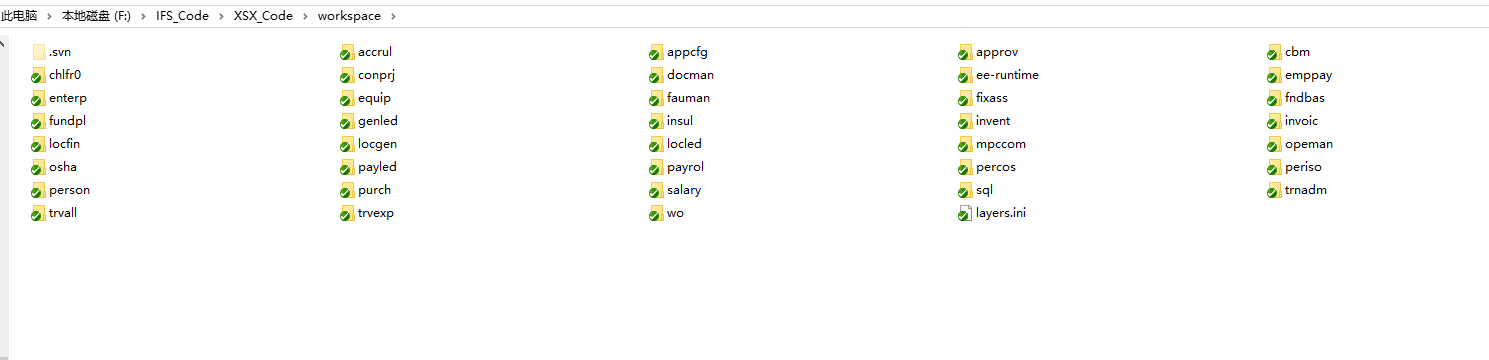 此电脑 > 本地磁盘 (F:) > IFS_Code > XSX_Code > workspace >
.svn accrul appcfg approv cbm
chlfr0 conprj docman ee-runtime emppay
enterp equip fauman fixass fndbas
fundpl genled insul invent invoic
locfin locgen locled mpccom opeman
osha payled payrol percos periso
person purch salary sql trnadm
trvall trvexp wo layers.ini